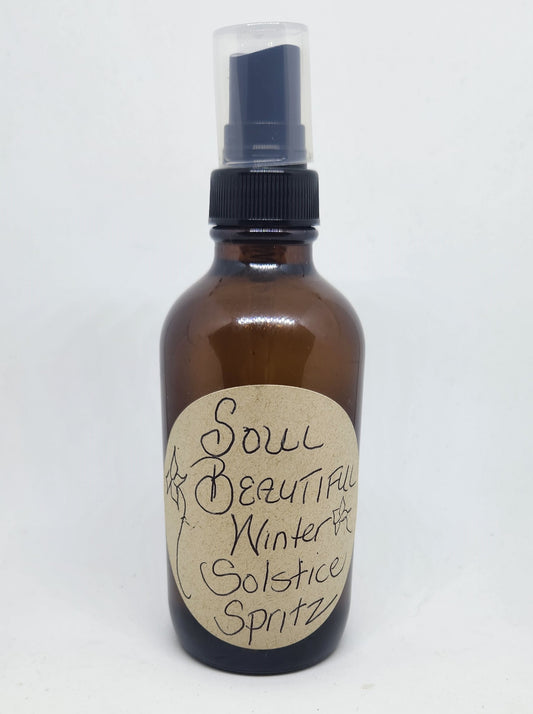 Soul
BEAUTIFUL
Winter
Solstice
Spritz